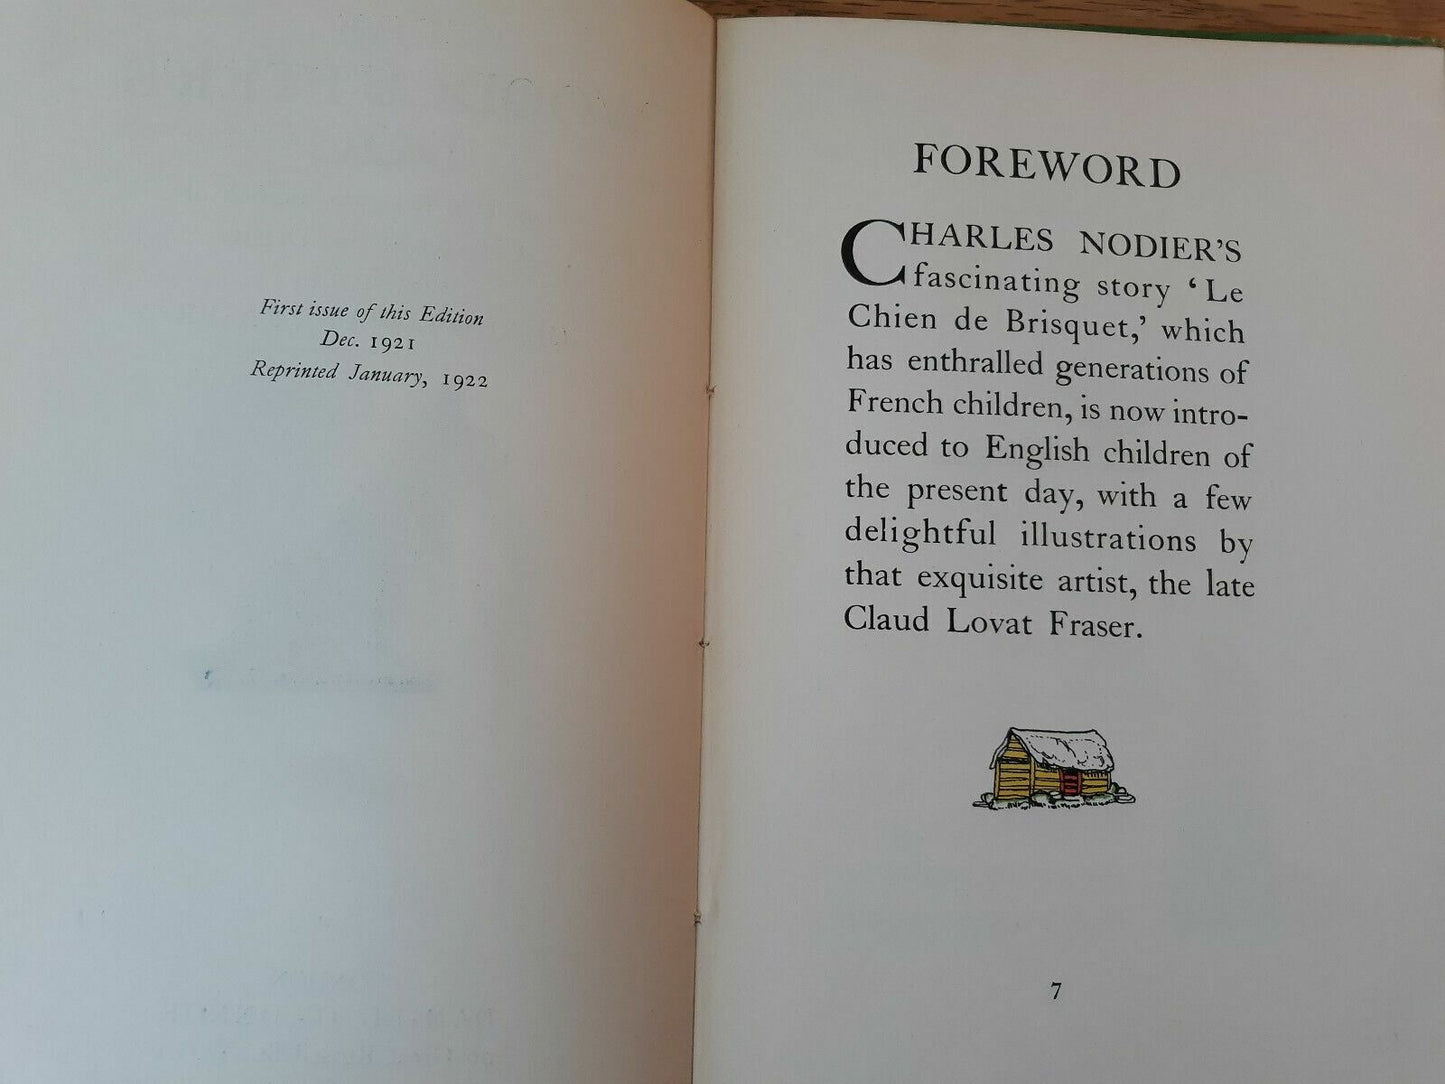 First issue of this Edition
Dec. 1921
Reprinted January, 1922
FOREWORD
CHARLES NODIER'S
fascinating story ‘Le
Chien de Brisquet,’ which
has enthralled generations of
French children, is now intro-
duced to English children of
the present day, with a few
delightful illustrations by
that exquisite artist, the late
Claud Lovat Fraser.
7